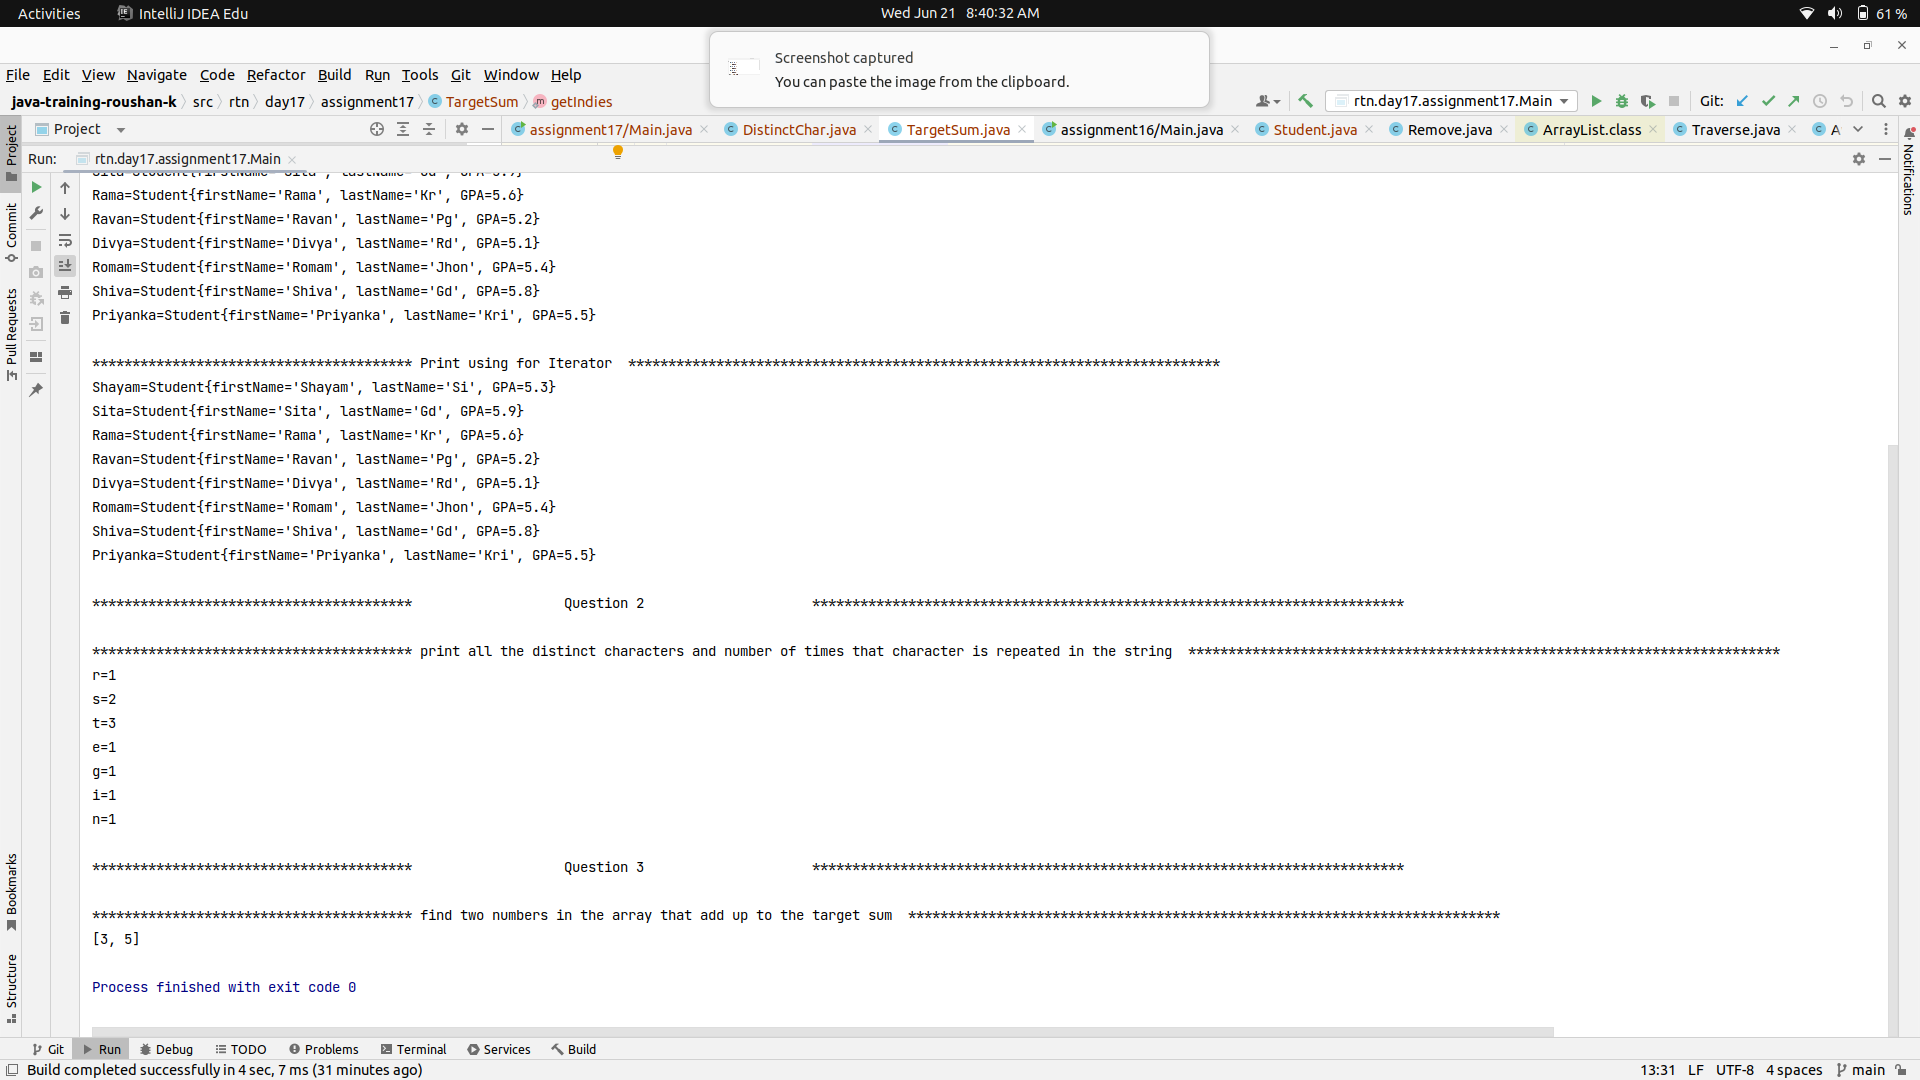 Activities IntelliJ IDEA Edu Wed Jun 21 8:40:32 AM 61 %
Screenshot captured
You can paste the image from the clipboard.
File Edit View Navigate Code Refactor Build Run Tools Git Window Help
java-training-roushan-k src rtn day17 assignment17 TargetSum getIndies rtn.day17.assignment17.Main Git:
Project assignment17/Main.java DistinctChar.java TargetSum.java assignment16/Main.java Student.java Remove.java ArrayList.class Traverse.java A
Run: rtn.day17.assignment17.Main
Project
Commit
Pull Requests
Bookmarks
Structure
Notifications
Rama=Student{firstName='Rama', lastName='Kr', GPA=5.6}
Ravan=Student{firstName='Ravan', lastName='Pg', GPA=5.2}
Divya=Student{firstName='Divya', lastName='Rd', GPA=5.1}
Romam=Student{firstName='Romam', lastName='Jhon', GPA=5.4}
Shiva=Student{firstName='Shiva', lastName='Gd', GPA=5.8}
Priyanka=Student{firstName='Priyanka', lastName='Kri', GPA=5.5}
**************************************** Print using for Iterator **************************************************************************
Shayam=Student{firstName='Shayam', lastName='Si', GPA=5.3}
Sita=Student{firstName='Sita', lastName='Gd', GPA=5.9}
Rama=Student{firstName='Rama', lastName='Kr', GPA=5.6}
Ravan=Student{firstName='Ravan', lastName='Pg', GPA=5.2}
Divya=Student{firstName='Divya', lastName='Rd', GPA=5.1}
Romam=Student{firstName='Romam', lastName='Jhon', GPA=5.4}
Shiva=Student{firstName='Shiva', lastName='Gd', GPA=5.8}
Priyanka=Student{firstName='Priyanka', lastName='Kri', GPA=5.5}
**************************************** Question 2 **************************************************************************
**************************************** print all the distinct characters and number of times that character is repeated in the string **************************************************************************
r=1
s=2
t=3
e=1
g=1
i=1
n=1
**************************************** Question 3 **************************************************************************
**************************************** find two numbers in the array that add up to the target sum **************************************************************************
[3, 5]
Process finished with exit code 0
Git Run Debug TODO Problems Terminal Services Build
Build completed successfully in 4 sec, 7 ms (31 minutes ago) 13:31 LF UTF-8 4 spaces main